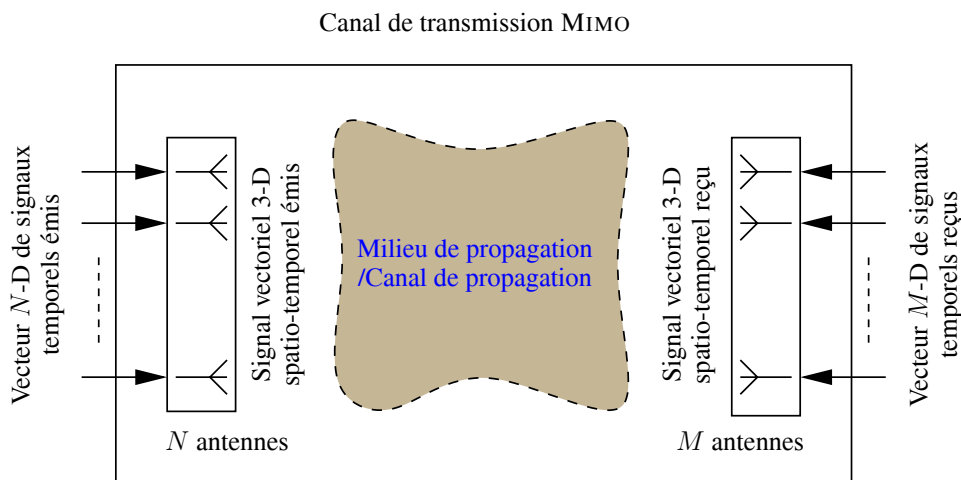 Canal de transmission MIMO
Vecteur N-D de signaux
temporels émis
Signal vectoriel 3-D
spatio-temporel émis
Milieu de propagation
/Canal de propagation
Signal vectoriel 3-D
spatio-temporel reçu
Vecteur M-D de signaux
temporels reçus
N antennes
M antennes